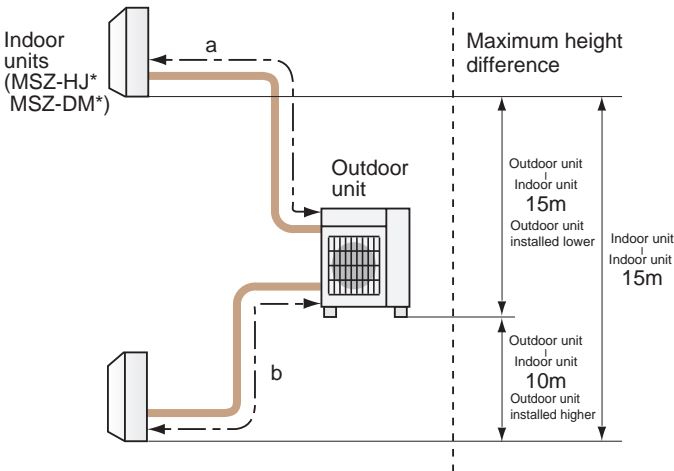 Indoor
units
(MSZ-HJ*
MSZ-DM*)
a
Maximum height
difference
Outdoor
unit
Outdoor unit
Indoor unit
15m
Outdoor unit
installed lower
Indoor unit
Indoor unit
15m
Outdoor unit
Indoor unit
10m
Outdoor unit
installed higher
b